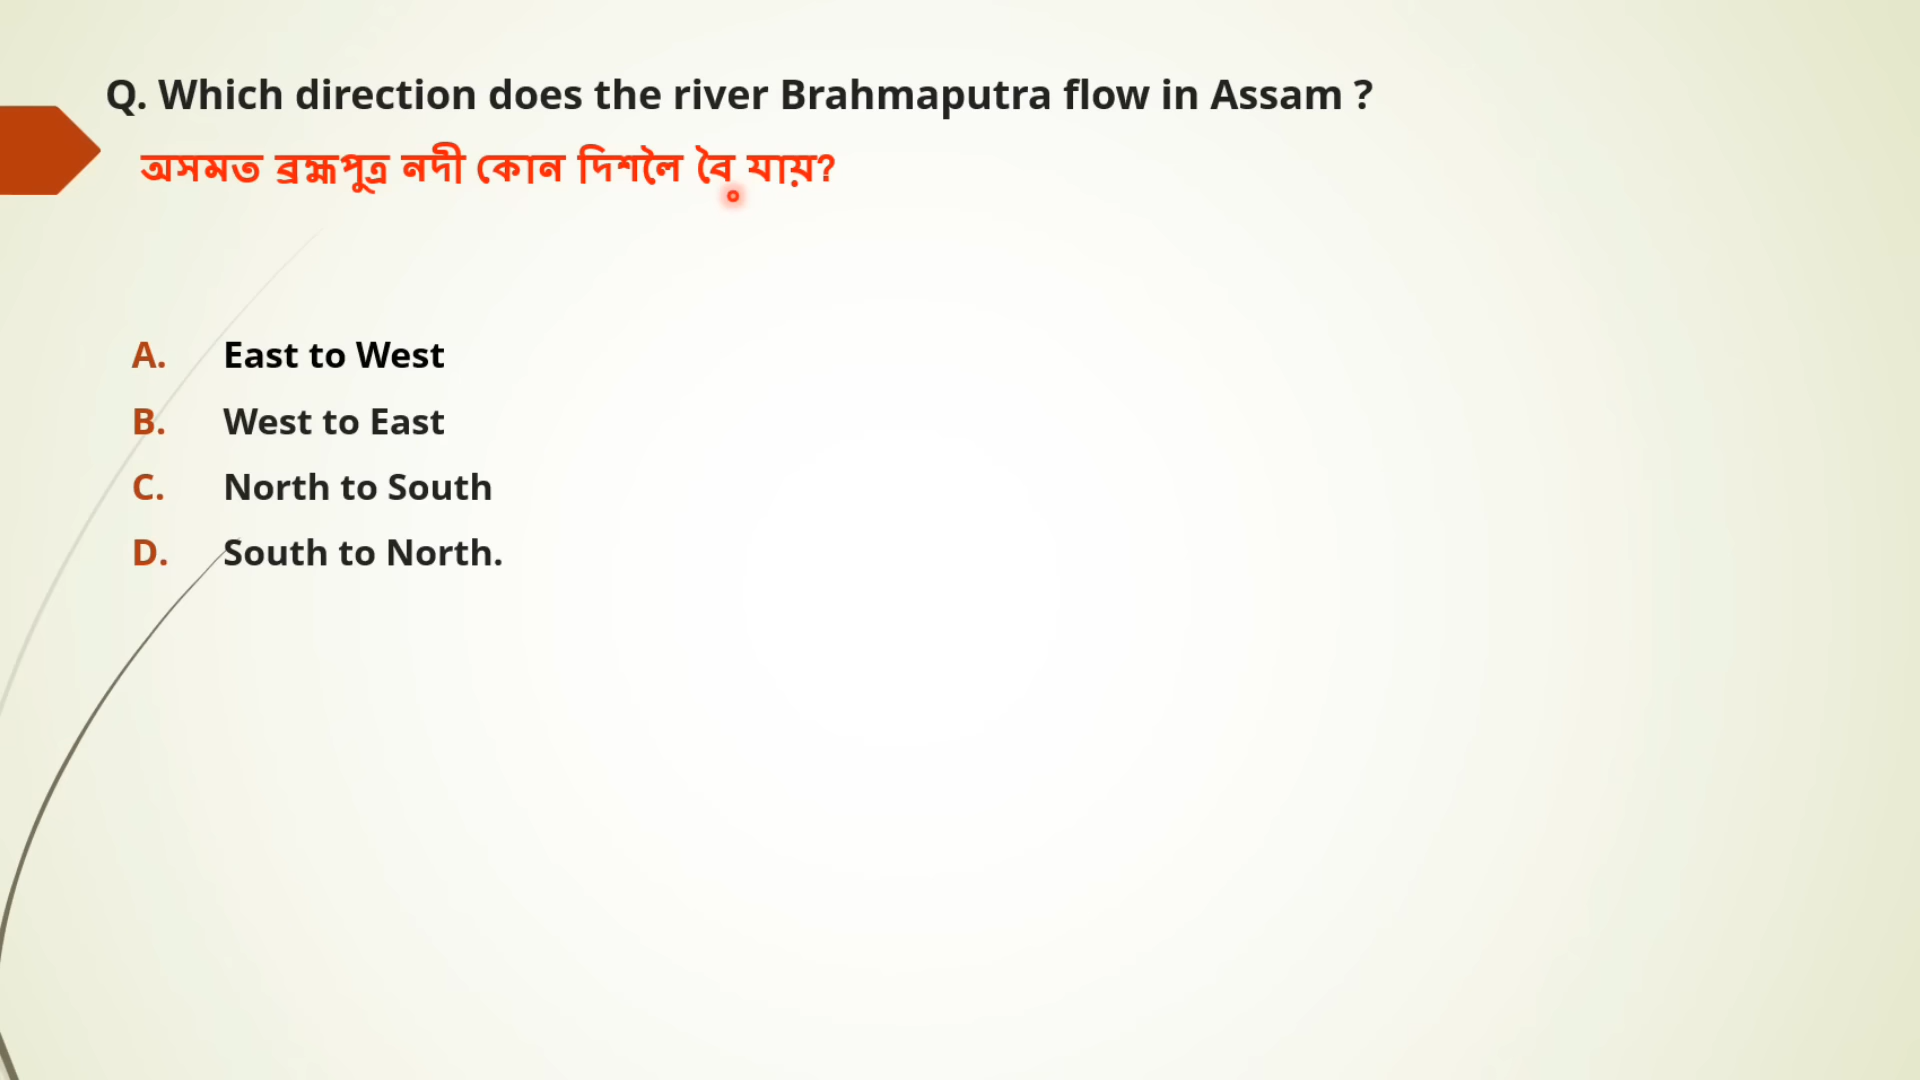 Q. Which direction does the river Brahmaputra flow in Assam ?
অসমত ব্ৰহ্মপুত্ৰ নদী কোন দিশলৈ বৈ যায়?
A. East to West
B. West to East
C. North to South
D. South to North.